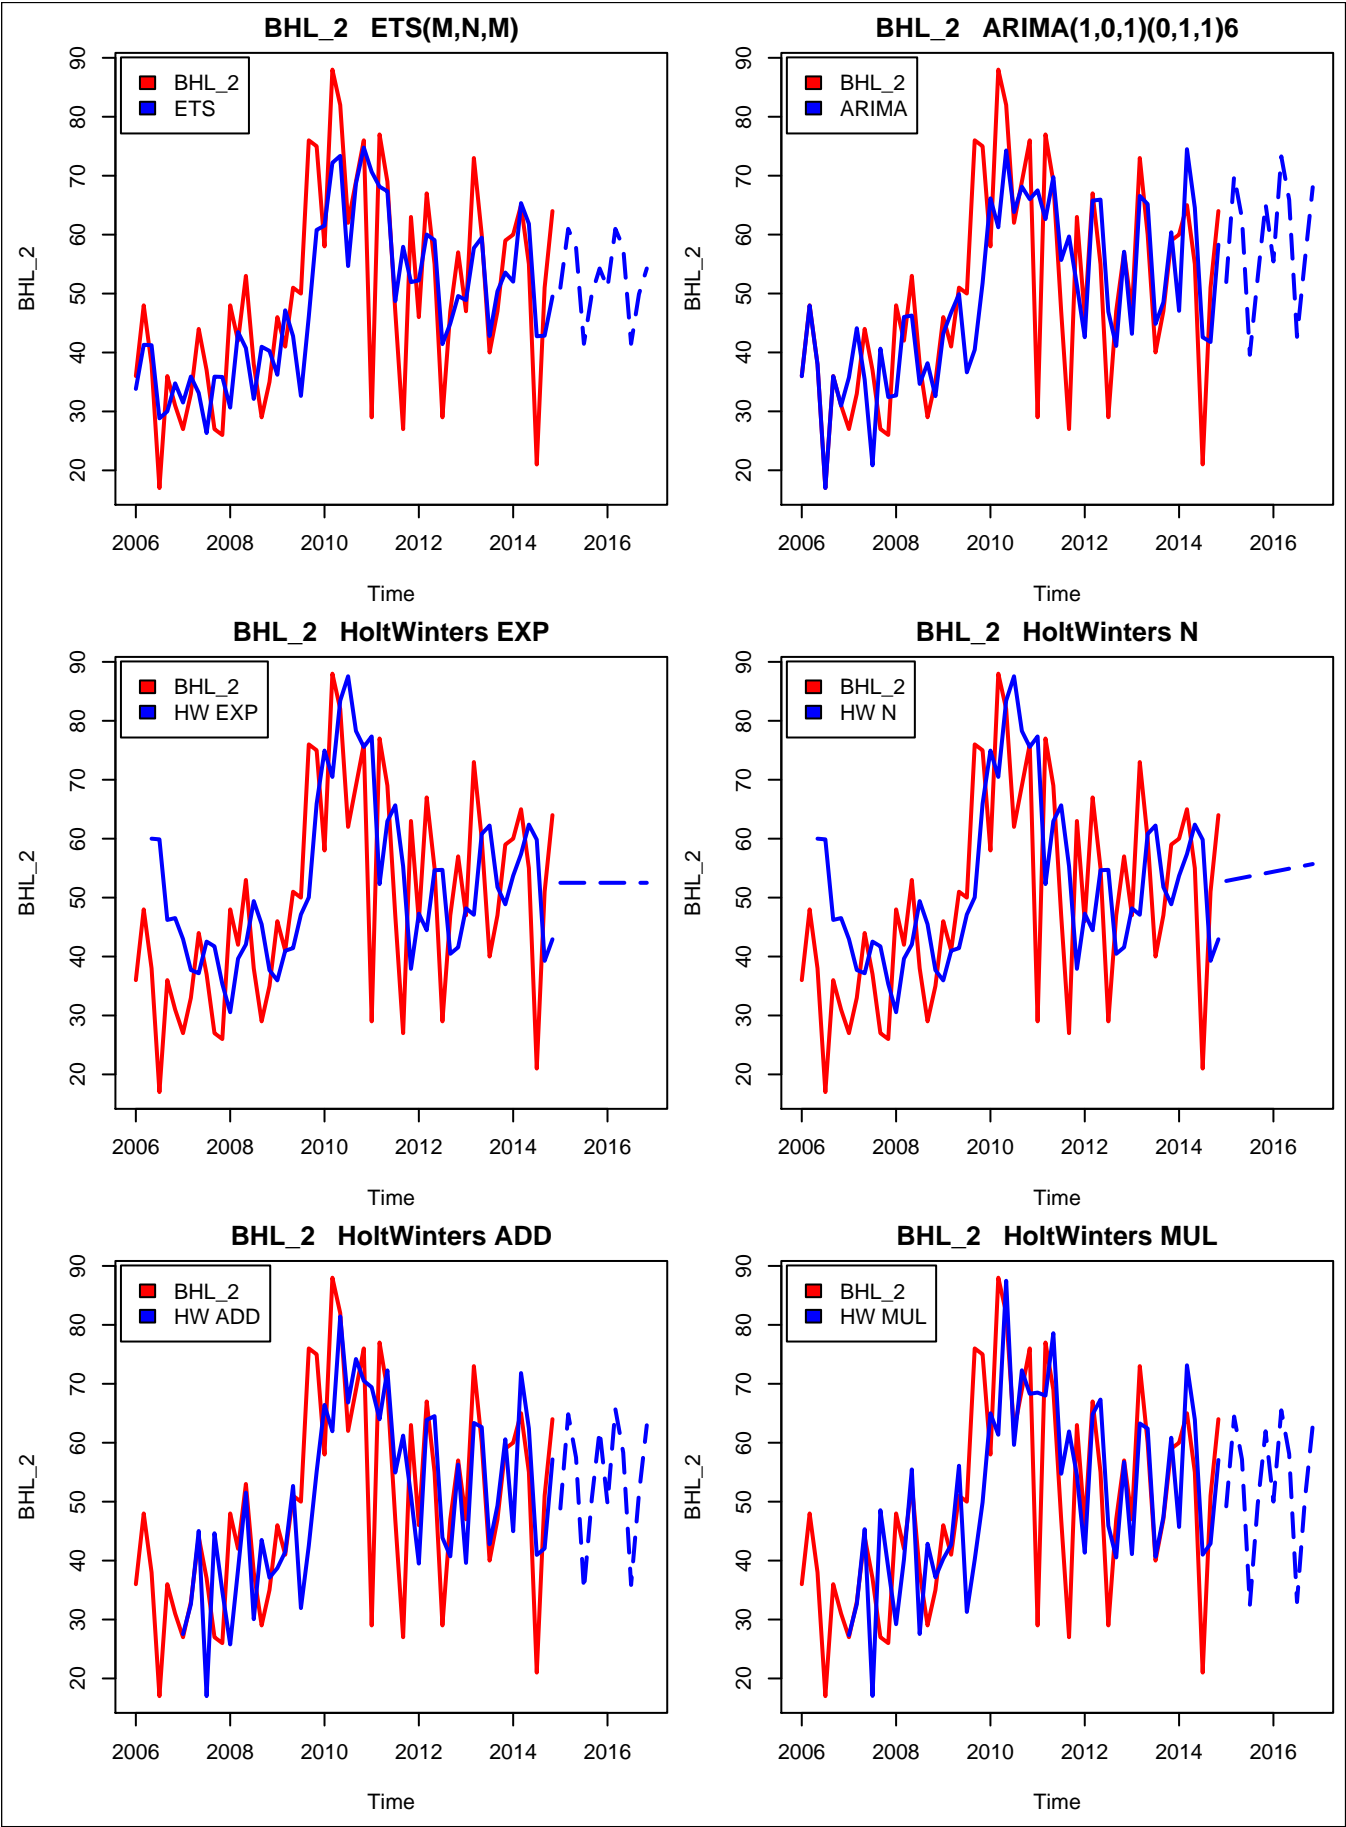 BHL_2 ETS(M,N,M)
BHL_2
ETS
90
80
70
60
50
40
30
20
BHL_2
2006 2008 2010 2012 2014 2016
Time
BHL_2 ARIMA(1,0,1)(0,1,1)6
BHL_2
ARIMA
90
80
70
60
50
40
30
20
BHL_2
2006 2008 2010 2012 2014 2016
Time
BHL_2 HoltWinters EXP
BHL_2
HW EXP
90
80
70
60
50
40
30
20
BHL_2
2006 2008 2010 2012 2014 2016
Time
BHL_2 HoltWinters N
BHL_2
HW N
90
80
70
60
50
40
30
20
BHL_2
2006 2008 2010 2012 2014 2016
Time
BHL_2 HoltWinters ADD
BHL_2
HW ADD
90
80
70
60
50
40
30
20
BHL_2
2006 2008 2010 2012 2014 2016
Time
BHL_2 HoltWinters MUL
BHL_2
HW MUL
90
80
70
60
50
40
30
20
BHL_2
2006 2008 2010 2012 2014 2016
Time